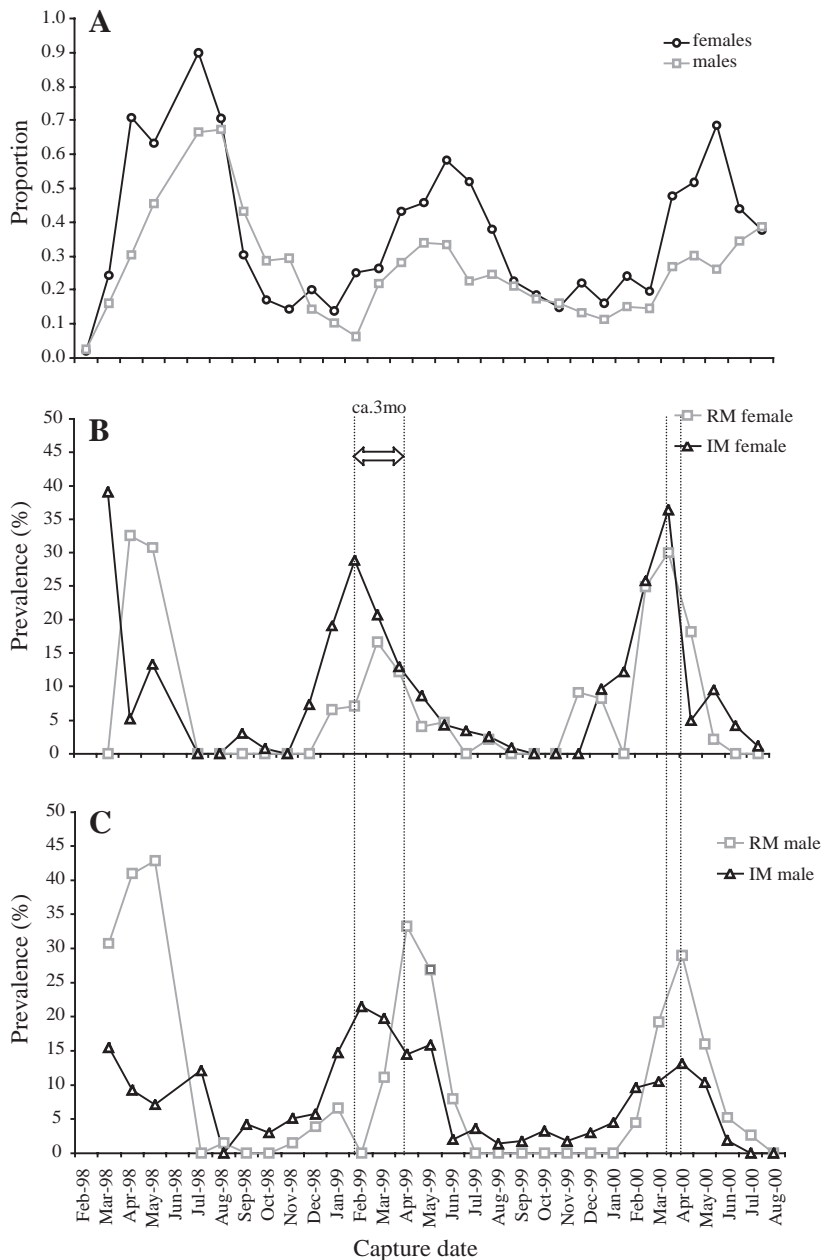 A
1.0
0.9
0.8
0.7
0.6
0.5
0.4
0.3
0.2
0.1
0.0
Proportion
females
males
B
ca.3mo
50
45
40
35
30
25
20
15
10
5
0
Prevalence (%)
RM female
IM female
C
50
45
40
35
30
25
20
15
10
5
0
Prevalence (%)
RM male
IM male
Feb-98
Mar-98
Apr-98
May-98
Jun-98
Jul-98
Aug-98
Sep-98
Oct-98
Nov-98
Dec-98
Jan-99
Feb-99
Mar-99
Apr-99
May-99
Jun-99
Jul-99
Aug-99
Sep-99
Oct-99
Nov-99
Dec-99
Jan-00
Feb-00
Mar-00
Apr-00
May-00
Jun-00
Jul-00
Aug-00
Capture date